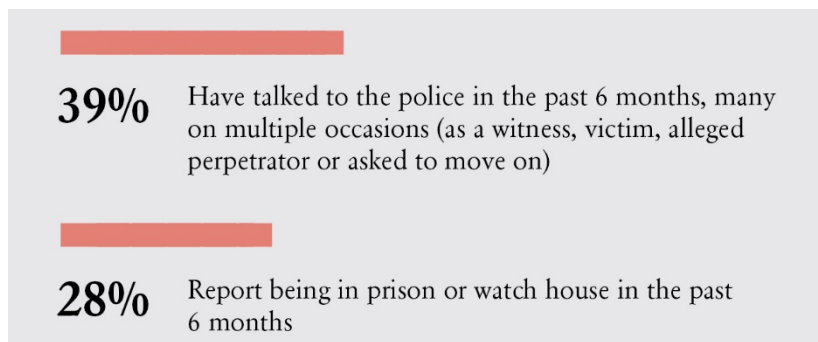 39%
Have talked to the police in the past 6 months, many
on multiple occasions (as a witness, victim, alleged
perpetrator or asked to move on)
28%
Report being in prison or watch house in the past
6 months